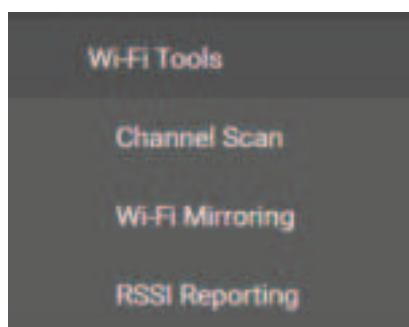 Wi-Fi Tools
Channel Scan
Wi-Fi Mirroring
RSSI Reporting